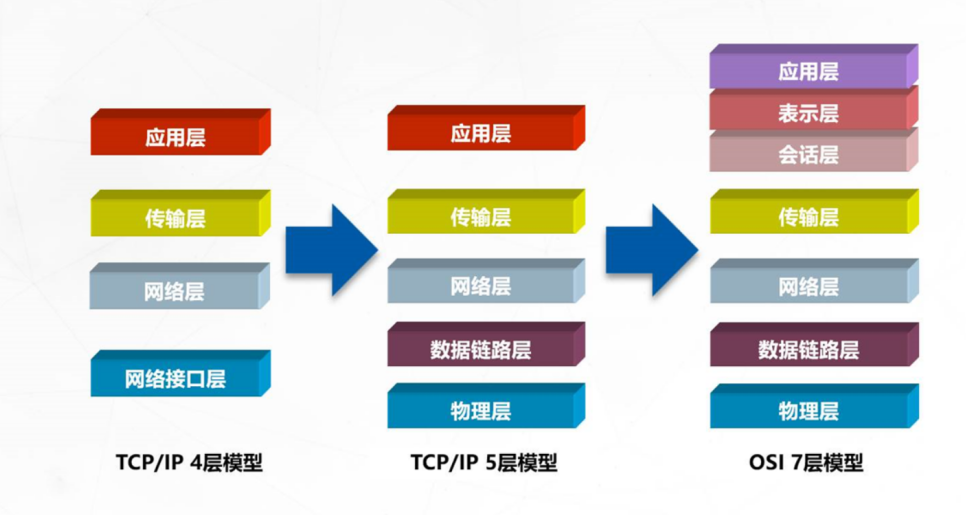 应用层
传输层
网络层
网络接口层
TCP/IP 4层模型
应用层
传输层
网络层
数据链路层
物理层
TCP/IP 5层模型
应用层
表示层
会话层
传输层
网络层
数据链路层
物理层
OSI 7层模型